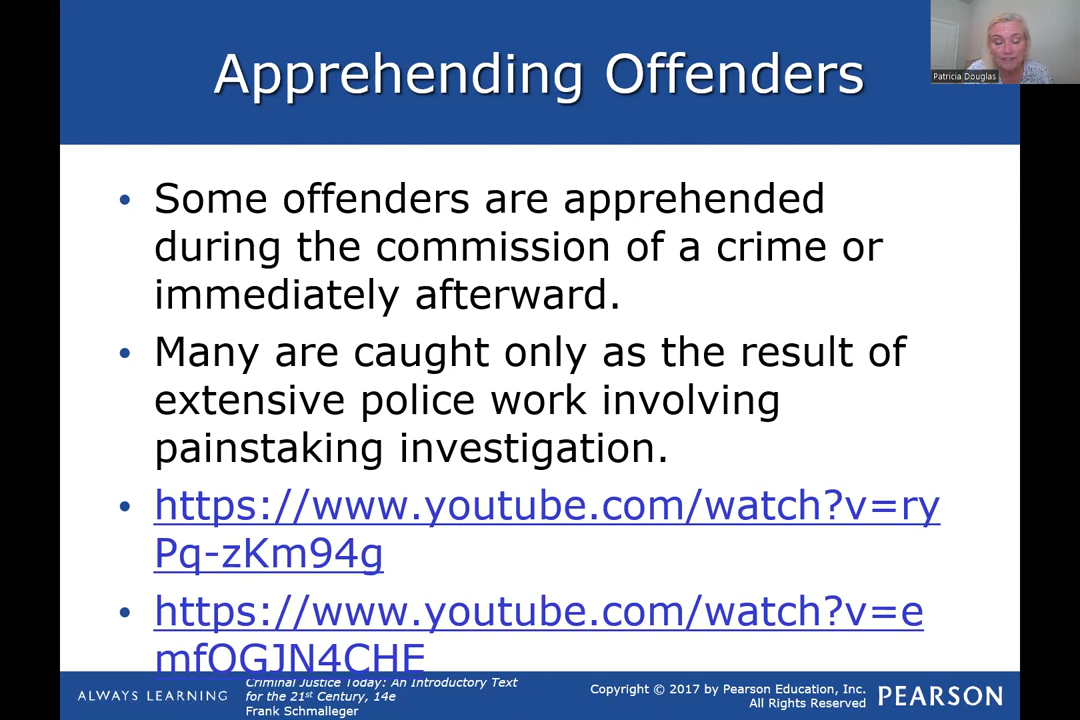 Apprehending Offenders
Patricia Douglas
• Some offenders are apprehended
during the commission of a crime or
immediately afterward.
• Many are caught only as the result of
extensive police work involving
painstaking investigation.
• https://www.youtube.com/watch?v=ry
Pq-zKm94g
• https://www.youtube.com/watch?v=e
mfOGJN4CHE
ALWAYS LEARNING
Criminal Justice Today: An Introductory Text
for the 21st Century, 14e
Frank Schmalleger
Copyright © 2017 by Pearson Education, Inc.
All Rights Reserved
PEARSON